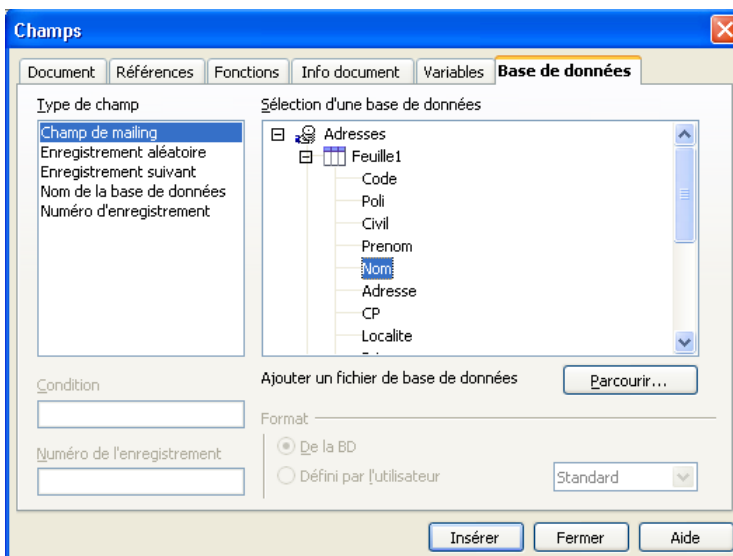 Champs
Document Références Fonctions Info document Variables Base de données
Type de champ
Champ de mailing
Enregistrement aléatoire
Enregistrement suivant
Nom de la base de données
Numéro d'enregistrement
Sélection d'une base de données
Adresses
Feuille1
Code
Poli
Civil
Prenom
Nom
Adresse
CP
Localite
Condition
Numéro de l'enregistrement
Ajouter un fichier de base de données Parcourir...
Format
De la BD
Défini par l'utilisateur Standard
Insérer Fermer Aide